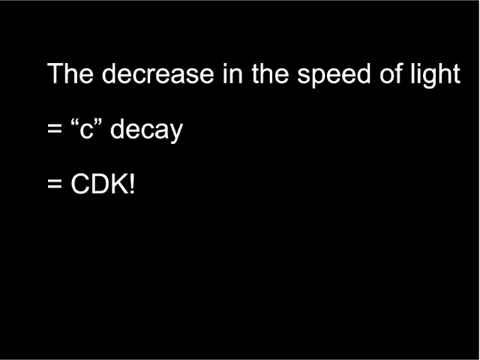 The decrease in the speed of light
= “c” decay
= CDK!